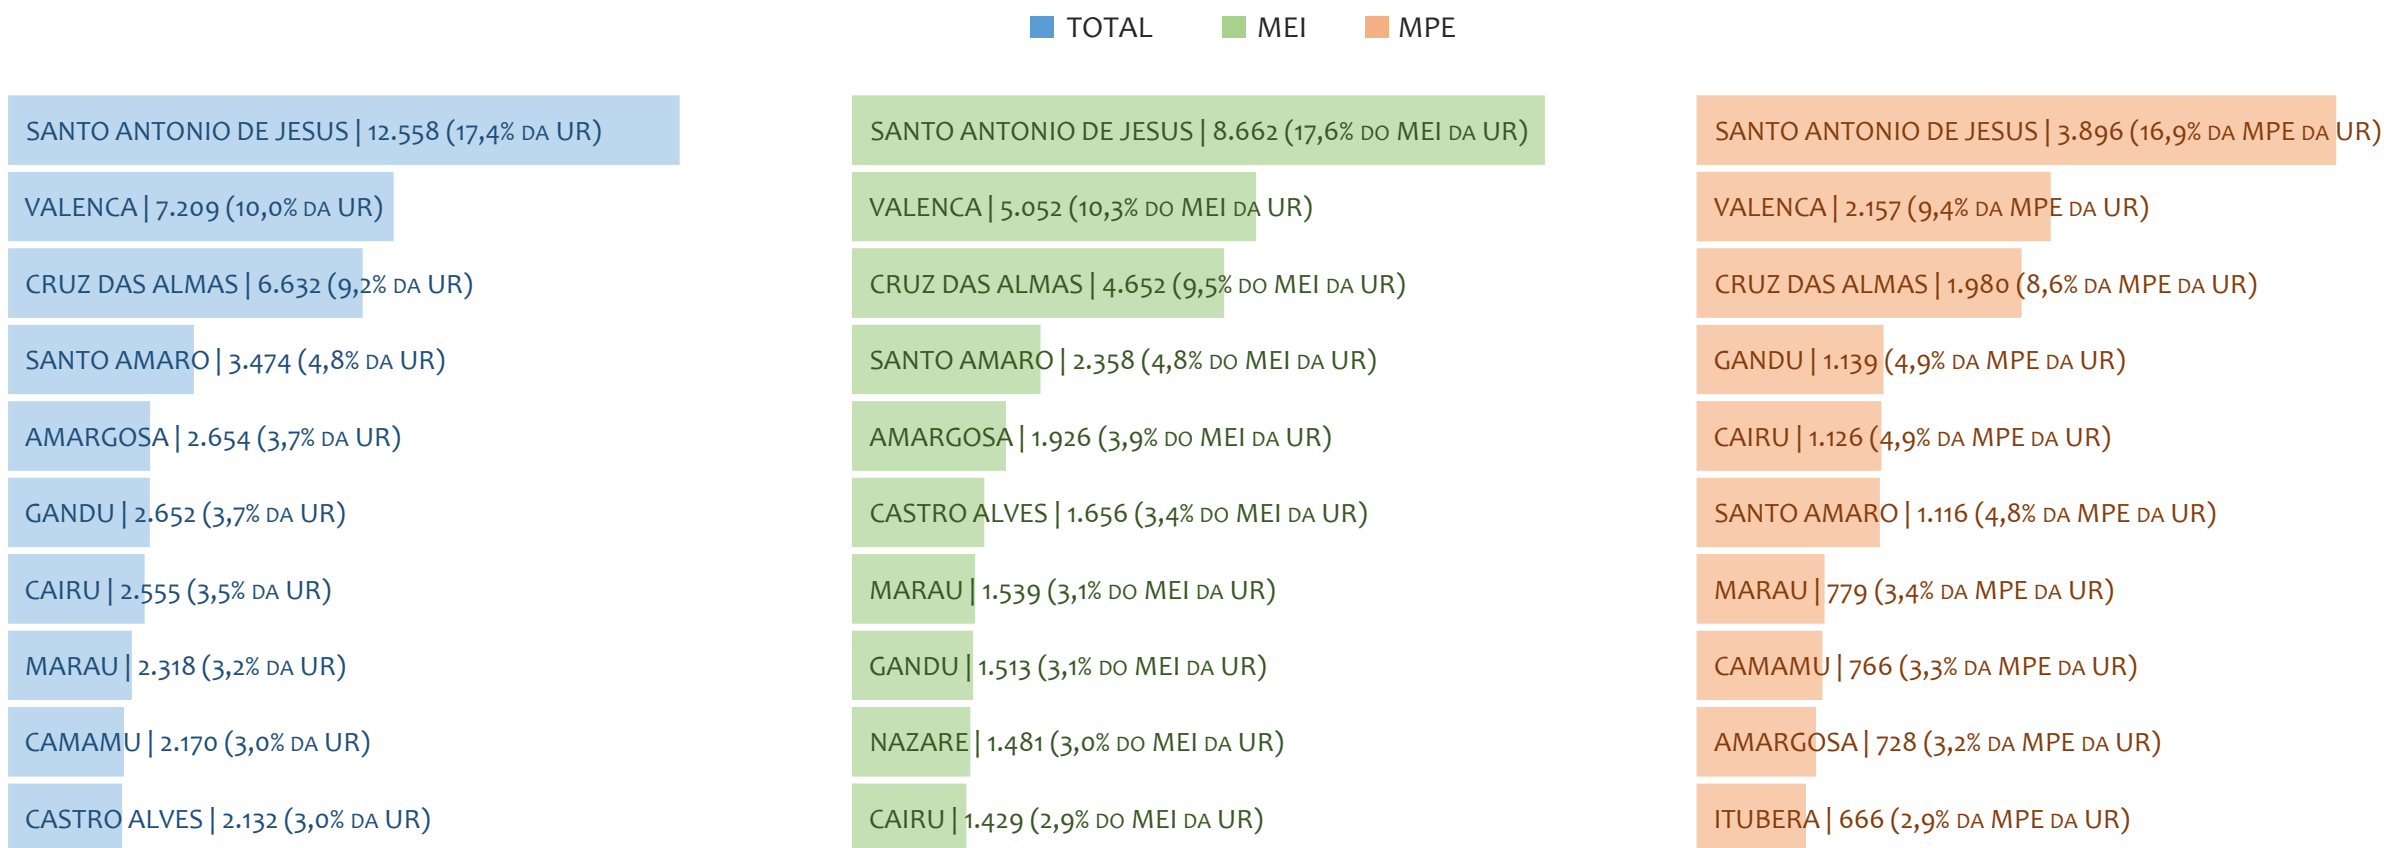 TOTAL MEI MPE
SANTO ANTONIO DE JESUS | 12.558 (17,4% DA UR)
VALENCA | 7.209 (10,0% DA UR)
CRUZ DAS ALMAS | 6.632 (9,2% DA UR)
SANTO AMARO | 3.474 (4,8% DA UR)
AMARGOSA | 2.654 (3,7% DA UR)
GANDU | 2.652 (3,7% DA UR)
CAIRU | 2.555 (3,5% DA UR)
MARAU | 2.318 (3,2% DA UR)
CAMAMU | 2.170 (3,0% DA UR)
CASTRO ALVES | 2.132 (3,0% DA UR)
SANTO ANTONIO DE JESUS | 8.662 (17,6% DO MEI DA UR)
VALENCA | 5.052 (10,3% DO MEI DA UR)
CRUZ DAS ALMAS | 4.652 (9,5% DO MEI DA UR)
SANTO AMARO | 2.358 (4,8% DO MEI DA UR)
AMARGOSA | 1.926 (3,9% DO MEI DA UR)
CASTRO ALVES | 1.656 (3,4% DO MEI DA UR)
MARAU | 1.539 (3,1% DO MEI DA UR)
GANDU | 1.513 (3,1% DO MEI DA UR)
NAZARE | 1.481 (3,0% DO MEI DA UR)
CAIRU | 1.429 (2,9% DO MEI DA UR)
SANTO ANTONIO DE JESUS | 3.896 (16,9% DA MPE DA UR)
VALENCA | 2.157 (9,4% DA MPE DA UR)
CRUZ DAS ALMAS | 1.980 (8,6% DA MPE DA UR)
GANDU | 1.139 (4,9% DA MPE DA UR)
CAIRU | 1.126 (4,9% DA MPE DA UR)
SANTO AMARO | 1.116 (4,8% DA MPE DA UR)
MARAU | 779 (3,4% DA MPE DA UR)
CAMAMU | 766 (3,3% DA MPE DA UR)
AMARGOSA | 728 (3,2% DA MPE DA UR)
ITUBERA | 666 (2,9% DA MPE DA UR)